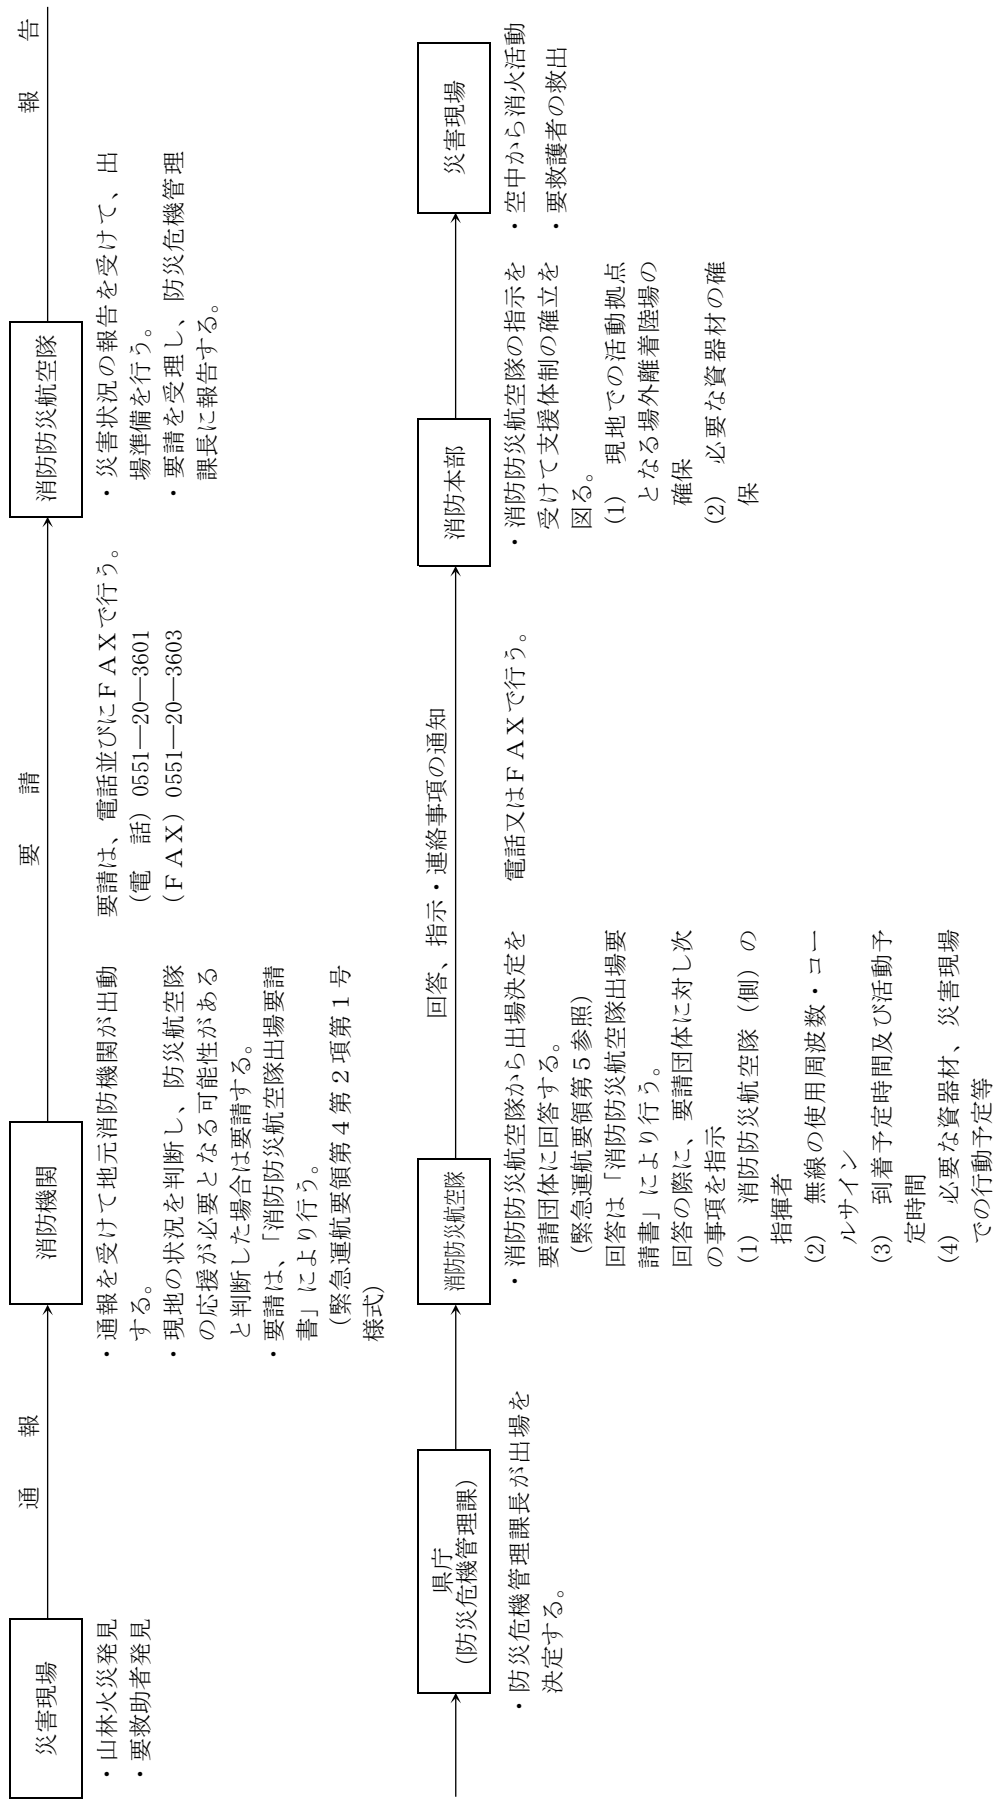 災害現場
・山林火災発見
・要救助者発見
通　報
消防機関
・通報を受けて地元消防機関が出動
する。
・現地の状況を判断し、防災航空隊
の応援が必要となる可能性がある
と判断した場合は要請する。
・要請は、「消防防災航空隊出場要請
書」により行う。
（緊急運航要領第４第２項第１号
様式）
要　請
要請は、電話並びにＦＡＸで行う。
（電　話）0551―20―3601
（ＦＡＸ）0551―20―3603
消防防災航空隊
・災害状況の報告を受けて、出
場準備を行う。
・要請を受理し、防災危機管理
課長に報告する。
報　告
県庁
（防災危機管理課）
・防災危機管理課長が出場を
決定する。
消防防災航空隊
・消防防災航空隊から出場決定を
要請団体に回答する。
（緊急運航要領第５参照）
回答は「消防防災航空隊出場要
請書」により行う。
回答の際に、要請団体に対し次
の事項を指示
(1)　消防防災航空隊（側）の
指揮者
(2)　無線の使用周波数・コー
ルサイン
(3)　到着予定時間及び活動予
定時間
(4)　必要な資器材、災害現場
での行動予定等
回答、指示・連絡事項の通知
電話又はＦＡＸで行う。
消防本部
・消防防災航空隊の指示を
受けて支援体制の確立を
図る。
(1)　現地での活動拠点
となる場外離着陸場の
確保
(2)　必要な資器材の確
保
災害現場
・空中から消火活動
・要救護者の救出